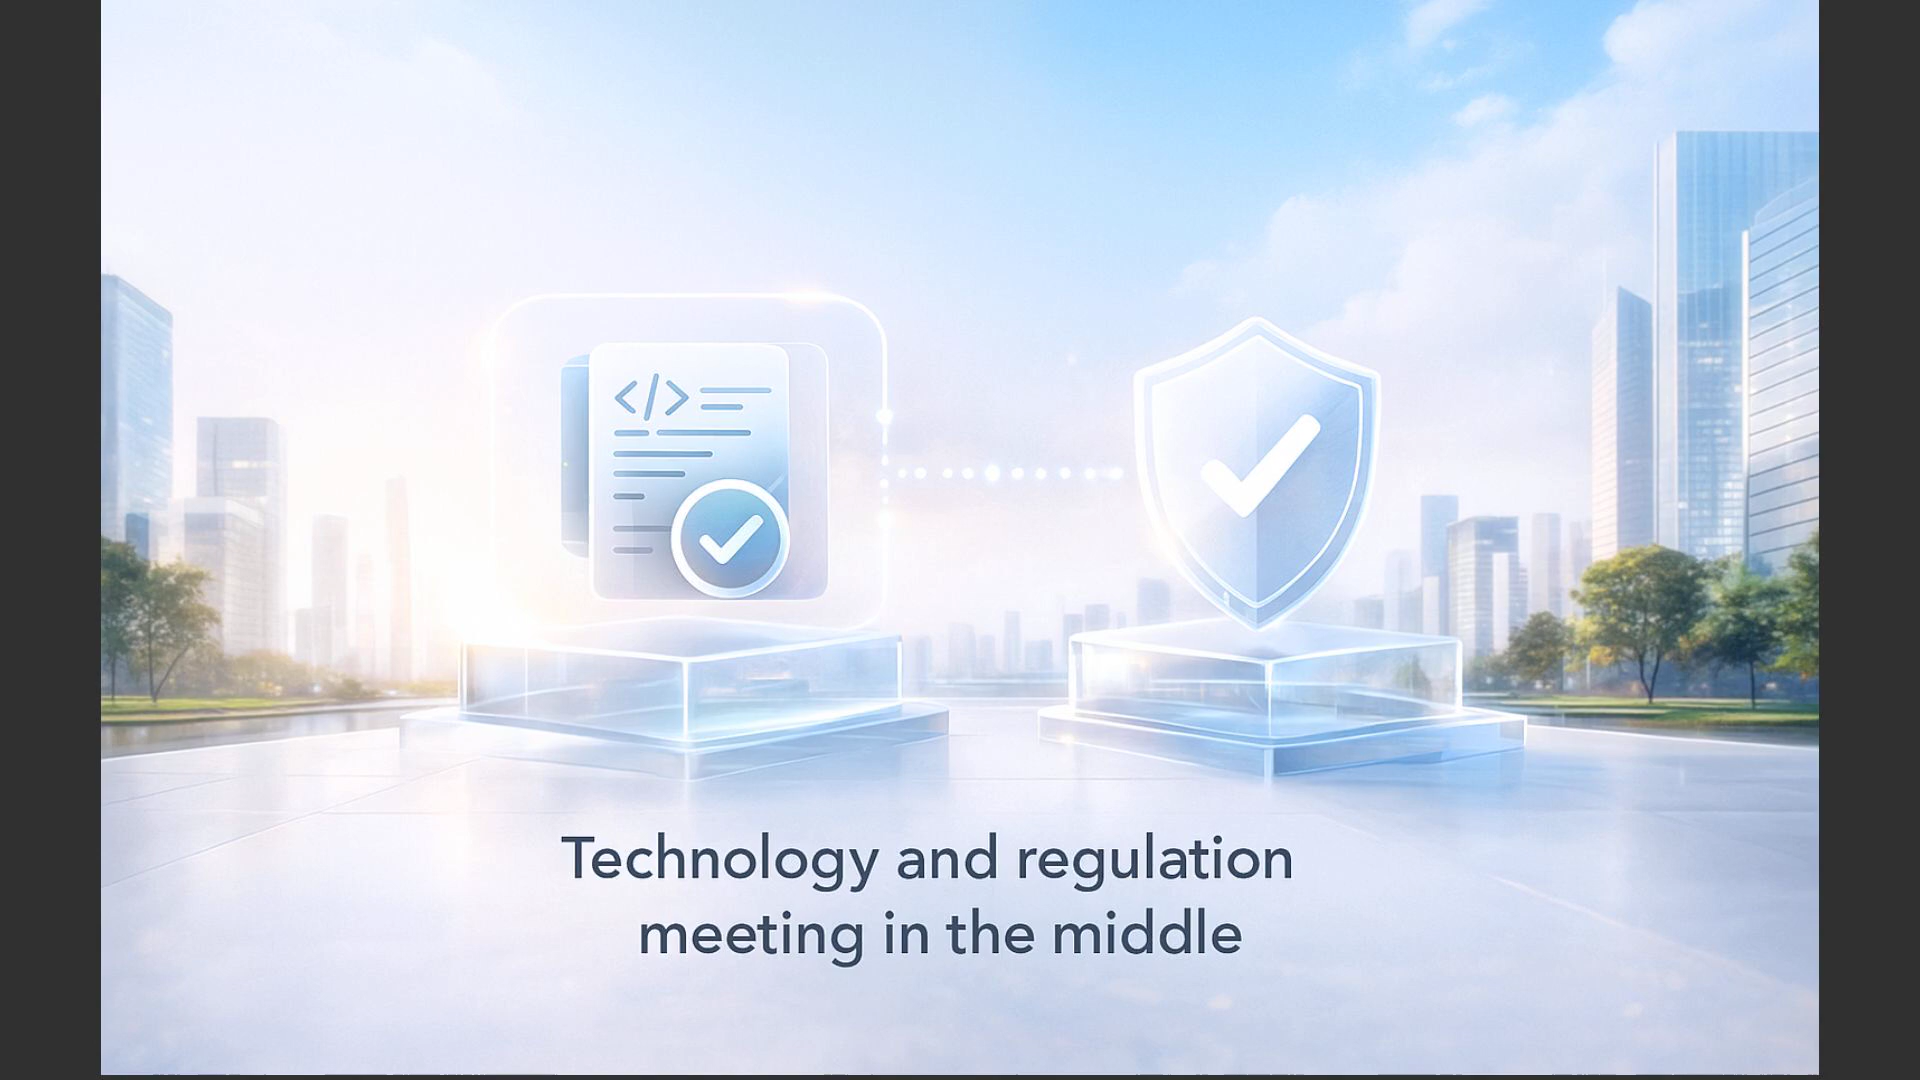 </>
Technology and regulation
meeting in the middle